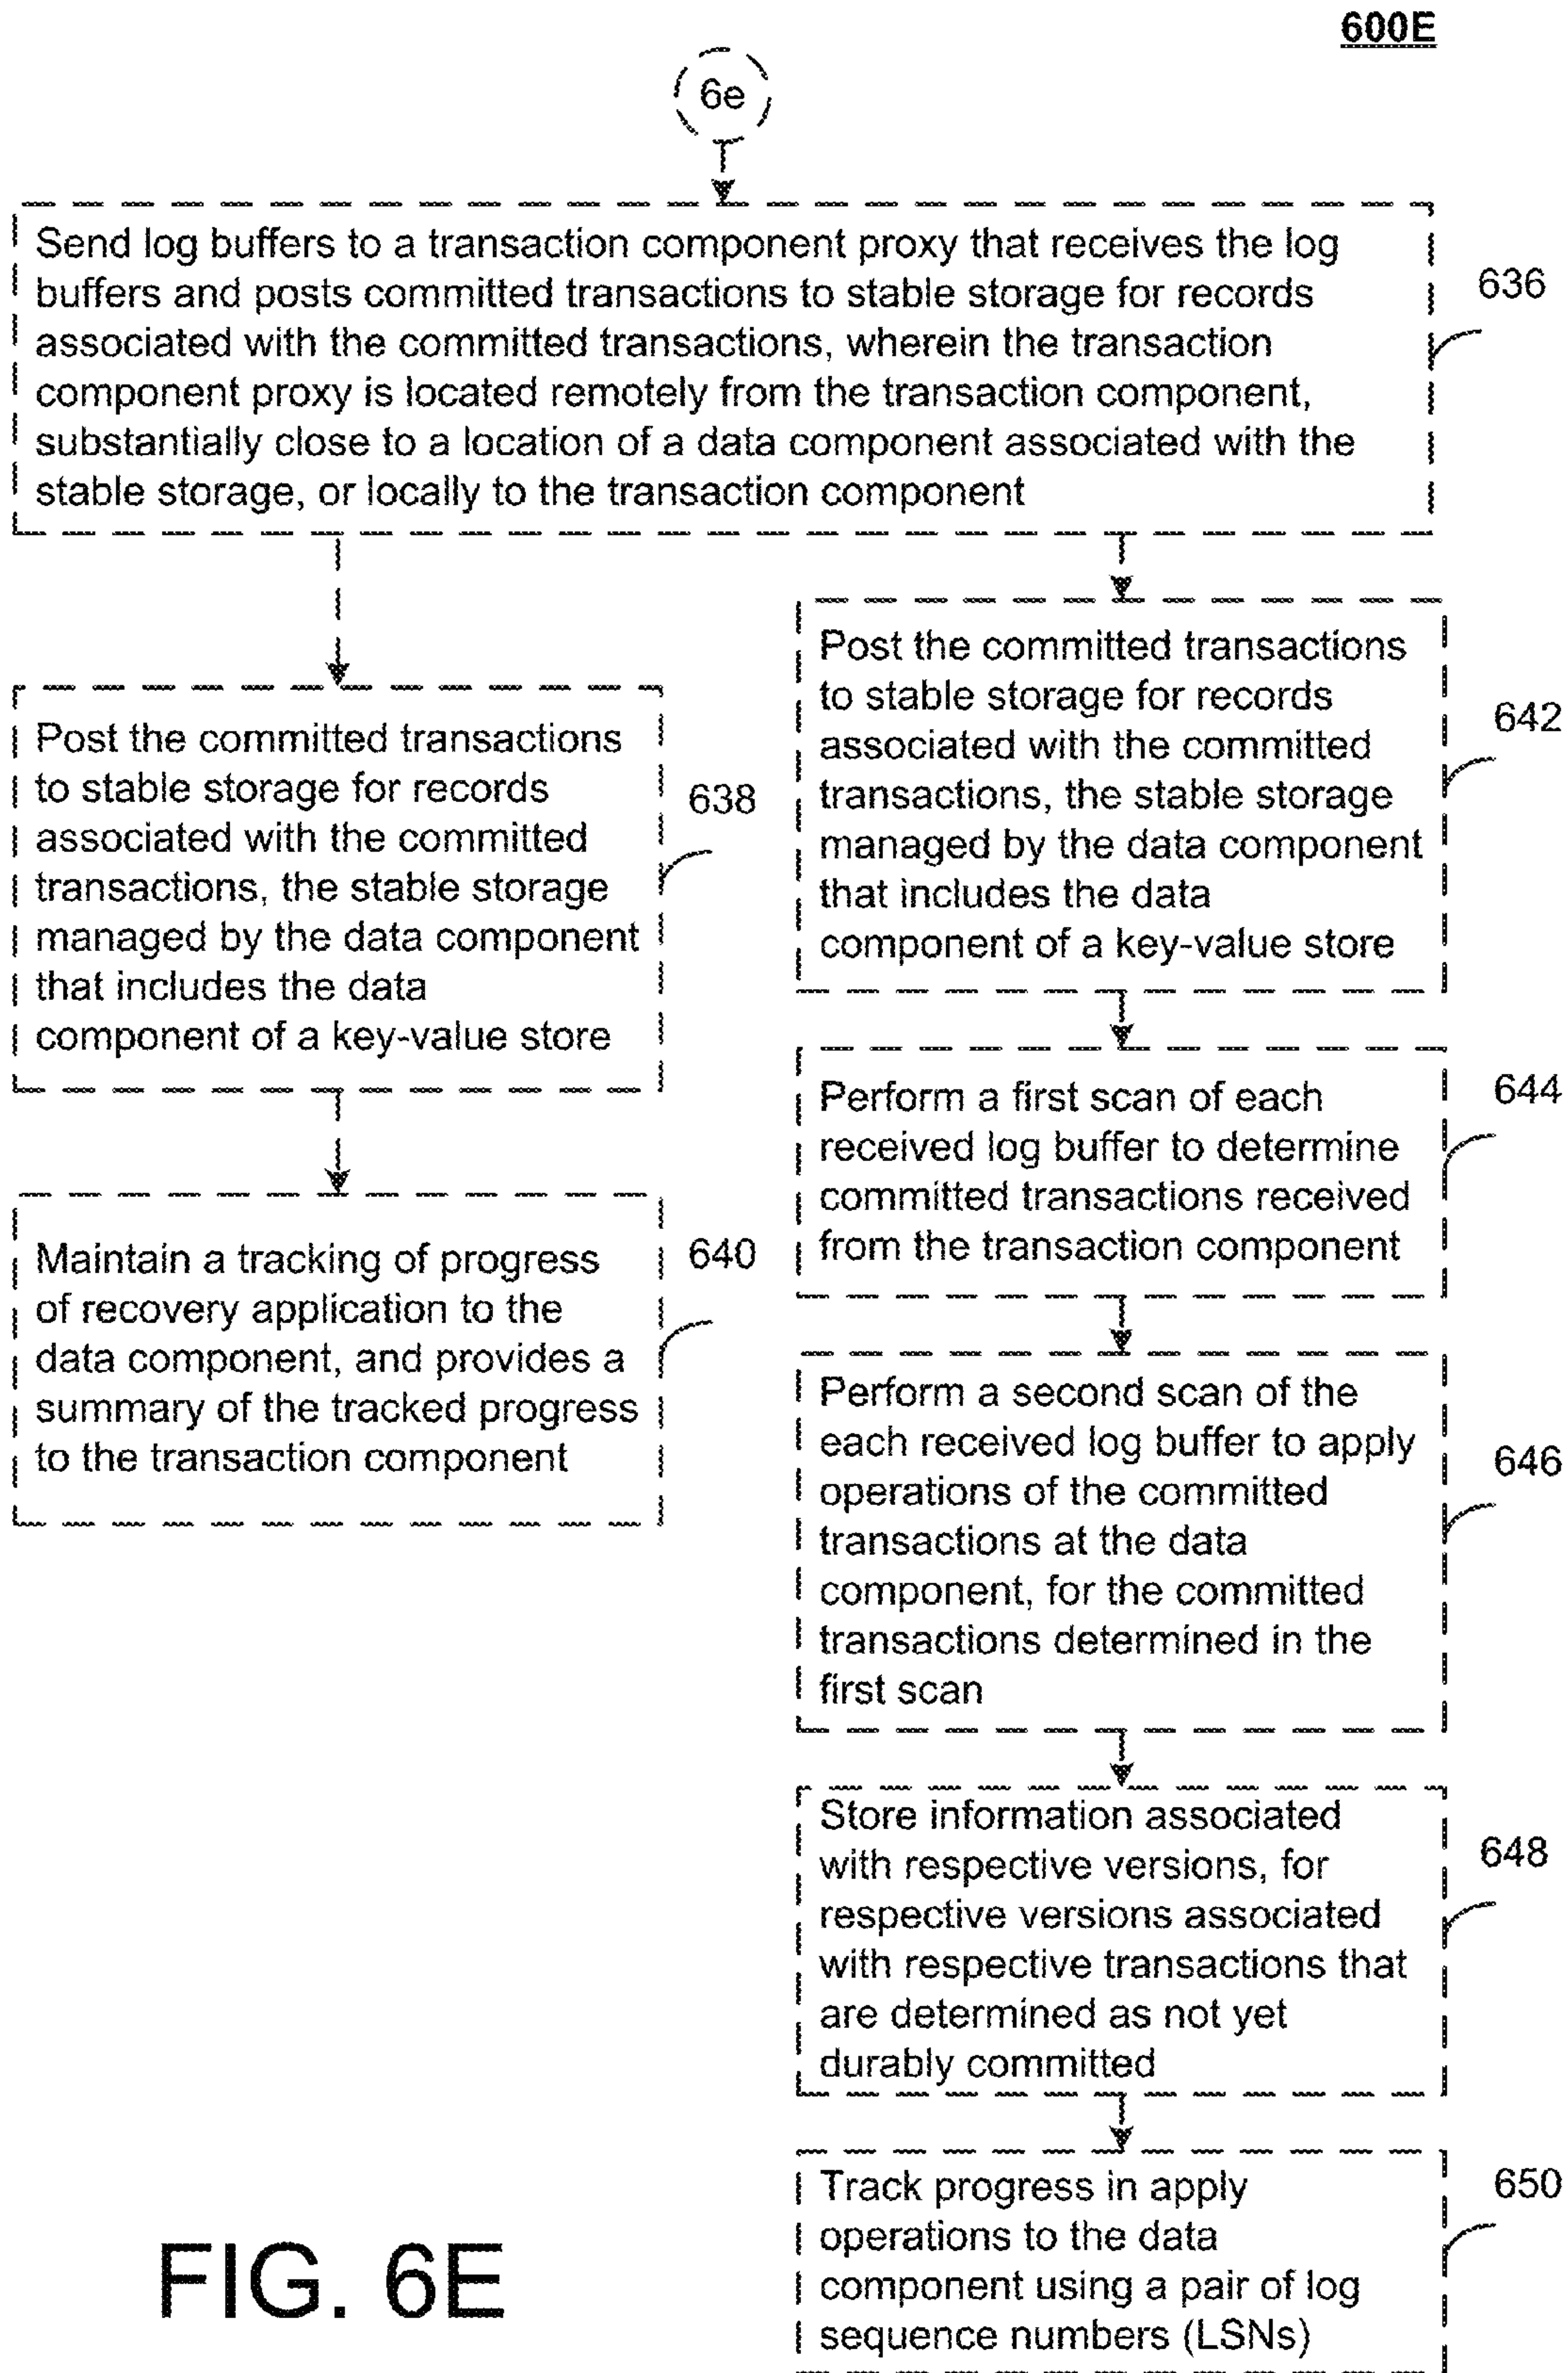 600E
6e
Send log buffers to a transaction component proxy that receives the log
buffers and posts committed transactions to stable storage for records
associated with the committed transactions, wherein the transaction
component proxy is located remotely from the transaction component,
substantially close to a location of a data component associated with the
stable storage, or locally to the transaction component
636
Post the committed transactions
to stable storage for records
associated with the committed
transactions, the stable storage
managed by the data component
that includes the data
component of a key-value store
638
Maintain a tracking of progress
of recovery application to the
data component, and provides a
summary of the tracked progress
to the transaction component
640
Post the committed transactions
to stable storage for records
associated with the committed
transactions, the stable storage
managed by the data component
that includes the data
component of a key-value store
642
Perform a first scan of each
received log buffer to determine
committed transactions received
from the transaction component
644
Perform a second scan of the
each received log buffer to apply
operations of the committed
transactions at the data
component, for the committed
transactions determined in the
first scan
646
Store information associated
with respective versions, for
respective versions associated
with respective transactions that
are determined as not yet
durably committed
648
Track progress in apply
operations to the data
component using a pair of log
sequence numbers (LSNs)
650
FIG. 6E